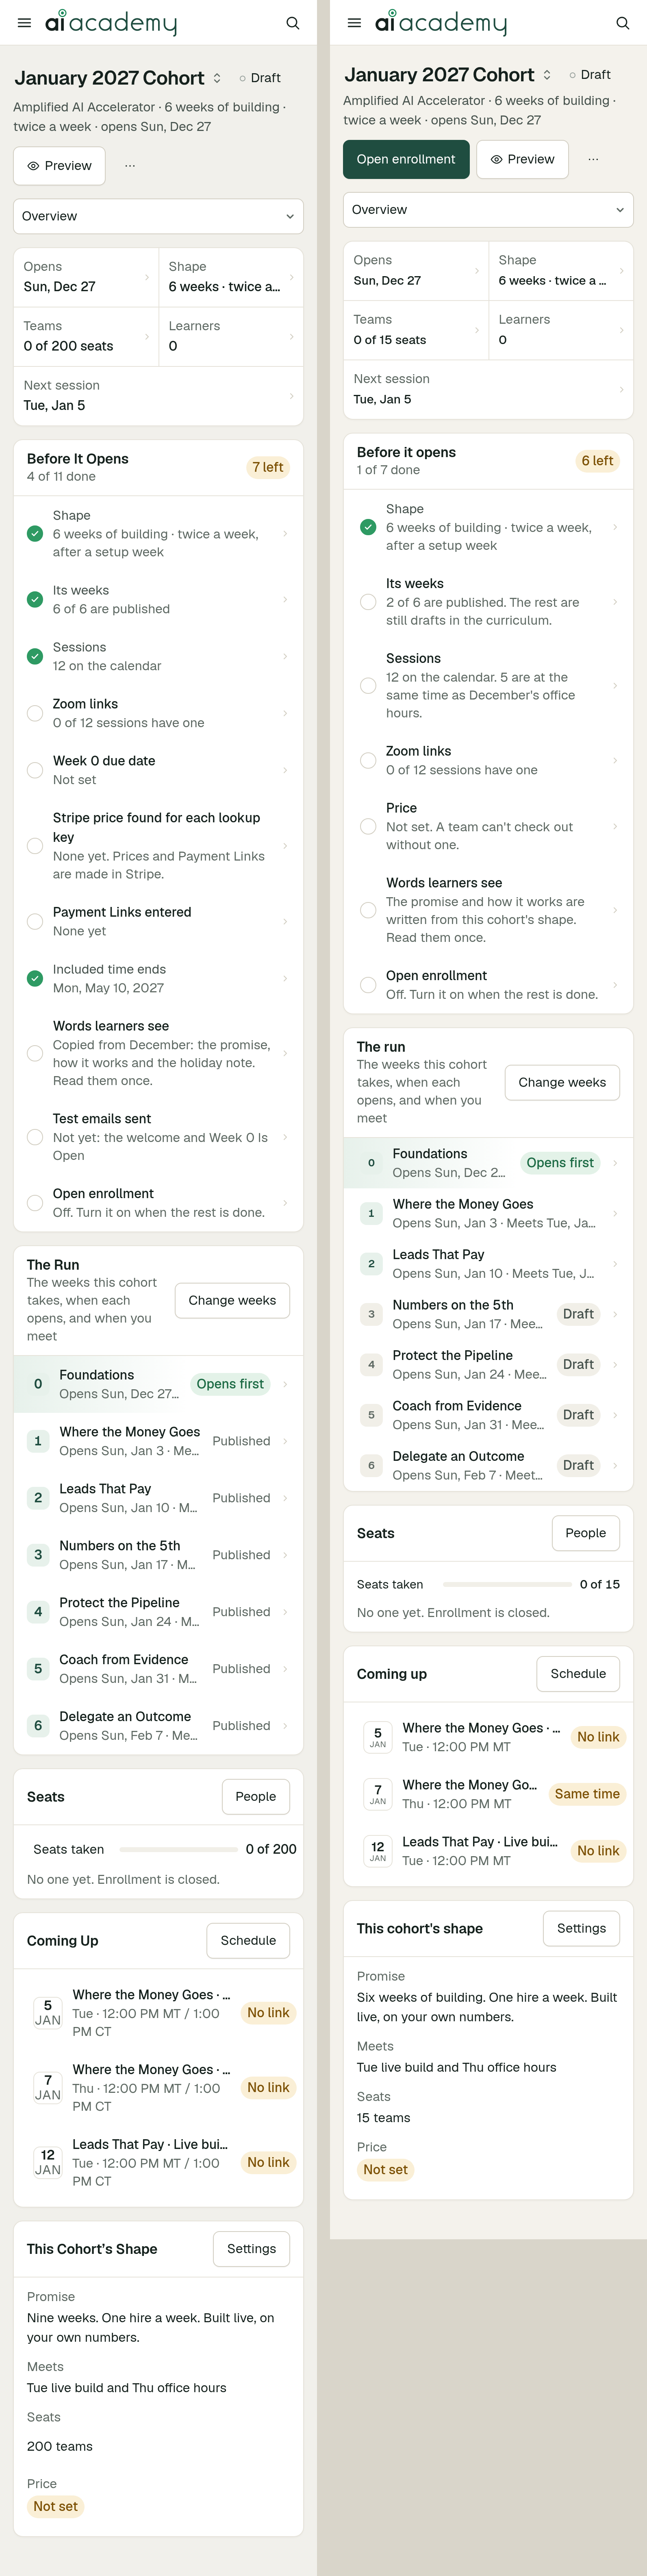 ai academy
January 2027 Cohort
Draft
Amplified AI Accelerator · 6 weeks of building ·
twice a week · opens Sun, Dec 27
Preview
...
Overview
Opens
Sun, Dec 27
Shape
6 weeks · twice a...
Teams
0 of 200 seats
Learners
0
Next session
Tue, Jan 5
Before It Opens
4 of 11 done
7 left
Shape
6 weeks of building · twice a week,
after a setup week
Its weeks
6 of 6 are published
Sessions
12 on the calendar
Zoom links
0 of 12 sessions have one
Week 0 due date
Not set
Stripe price found for each lookup
key
None yet. Prices and Payment Links
are made in Stripe.
Payment Links entered
None yet
Included time ends
Mon, May 10, 2027
Words learners see
Copied from December: the promise,
how it works and the holiday note.
Read them once.
Test emails sent
Not yet: the welcome and Week 0 Is
Open
Open enrollment
Off. Turn it on when the rest is done.
The Run
The weeks this cohort
takes, when each
opens, and when you
meet
Change weeks
0
Foundations
Opens Sun, Dec 27...
Opens first
1
Where the Money Goes
Opens Sun, Jan 3 · Me...
Published
2
Leads That Pay
Opens Sun, Jan 10 · M...
Published
3
Numbers on the 5th
Opens Sun, Jan 17 · M...
Published
4
Protect the Pipeline
Opens Sun, Jan 24 · M...
Published
5
Coach from Evidence
Opens Sun, Jan 31 · M...
Published
6
Delegate an Outcome
Opens Sun, Feb 7 · Me...
Published
Seats
People
Seats taken
0 of 200
No one yet. Enrollment is closed.
Coming Up
Schedule
5
JAN
Where the Money Goes · ...
Tue · 12:00 PM MT / 1:00
PM CT
No link
7
JAN
Where the Money Goes · ...
Thu · 12:00 PM MT / 1:00
PM CT
No link
12
JAN
Leads That Pay · Live bui...
Tue · 12:00 PM MT / 1:00
PM CT
No link
This Cohort's Shape
Settings
Promise
Nine weeks. One hire a week. Built live, on
your own numbers.
Meets
Tue live build and Thu office hours
Seats
200 teams
Price
Not set
ai academy
January 2027 Cohort
Draft
Amplified AI Accelerator · 6 weeks of building ·
twice a week · opens Sun, Dec 27
Open enrollment
Preview
...
Overview
Opens
Sun, Dec 27
Shape
6 weeks · twice a ...
Teams
0 of 15 seats
Learners
0
Next session
Tue, Jan 5
Before it opens
1 of 7 done
6 left
Shape
6 weeks of building · twice a week,
after a setup week
Its weeks
2 of 6 are published. The rest are
still drafts in the curriculum.
Sessions
12 on the calendar. 5 are at the
same time as December's office
hours.
Zoom links
0 of 12 sessions have one
Price
Not set. A team can't check out
without one.
Words learners see
The promise and how it works are
written from this cohort's shape.
Read them once.
Open enrollment
Off. Turn it on when the rest is done.
The run
The weeks this cohort
takes, when each
opens, and when you
meet
Change weeks
0
Foundations
Opens Sun, Dec 2...
Opens first
1
Where the Money Goes
Opens Sun, Jan 3 · Meets Tue, Ja...
2
Leads That Pay
Opens Sun, Jan 10 · Meets Tue, J...
3
Numbers on the 5th
Opens Sun, Jan 17 · Mee...
Draft
4
Protect the Pipeline
Opens Sun, Jan 24 · Mee...
Draft
5
Coach from Evidence
Opens Sun, Jan 31 · Mee...
Draft
6
Delegate an Outcome
Opens Sun, Feb 7 · Meet...
Draft
Seats
People
Seats taken
0 of 15
No one yet. Enrollment is closed.
Coming up
Schedule
5
JAN
Where the Money Goes · ...
Tue · 12:00 PM MT
No link
7
JAN
Where the Money Go...
Thu · 12:00 PM MT
Same time
12
JAN
Leads That Pay · Live bui...
Tue · 12:00 PM MT
No link
This cohort's shape
Settings
Promise
Six weeks of building. One hire a week. Built
live, on your own numbers.
Meets
Tue live build and Thu office hours
Seats
15 teams
Price
Not set